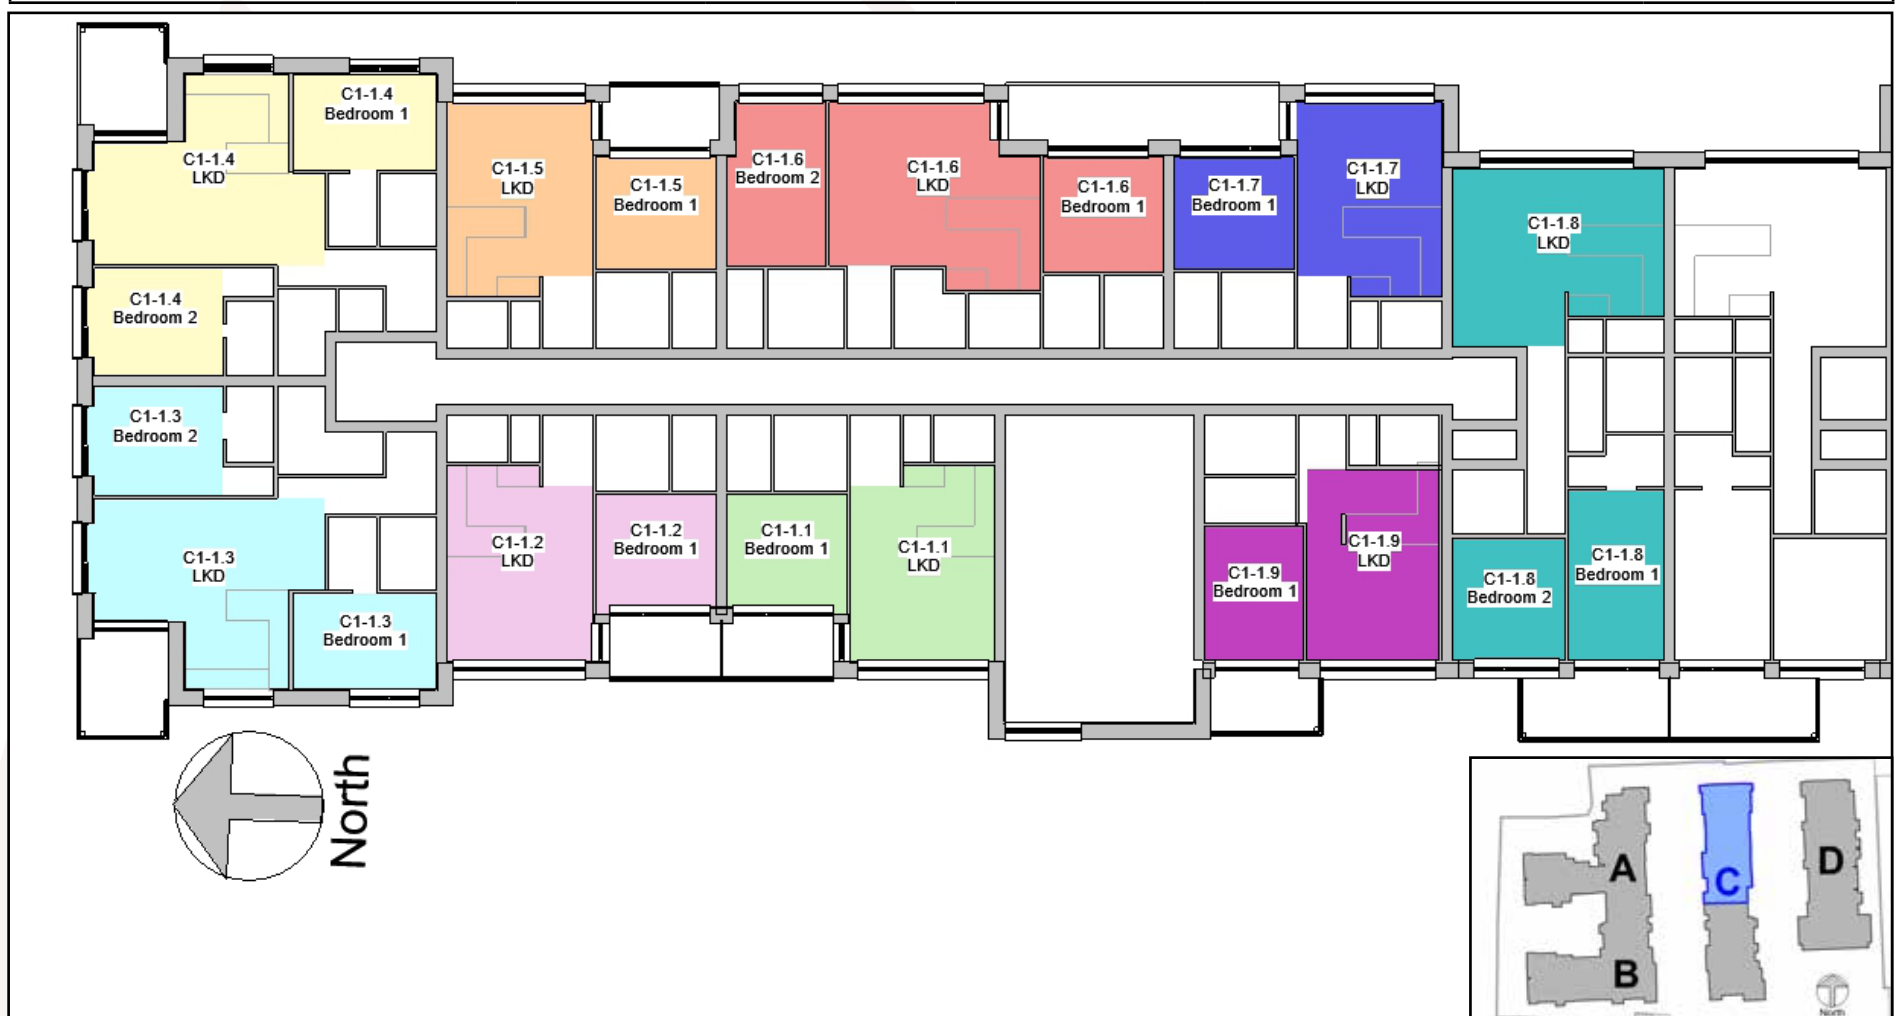 C1-1.4
Bedroom 1
C1-1.4
LKD
C1-1.5
LKD
C1-1.5
Bedroom 1
C1-1.6
Bedroom 2
C1-1.6
LKD
C1-1.6
Bedroom 1
C1-1.7
Bedroom 1
C1-1.7
LKD
C1-1.8
LKD
C1-1.4
Bedroom 2
C1-1.3
Bedroom 2
C1-1.3
LKD
C1-1.3
Bedroom 1
C1-1.2
LKD
C1-1.2
Bedroom 1
C1-1.1
Bedroom 1
C1-1.1
LKD
C1-1.9
Bedroom 1
C1-1.9
LKD
C1-1.8
Bedroom 2
C1-1.8
Bedroom 1
North
A
C
D
B
North